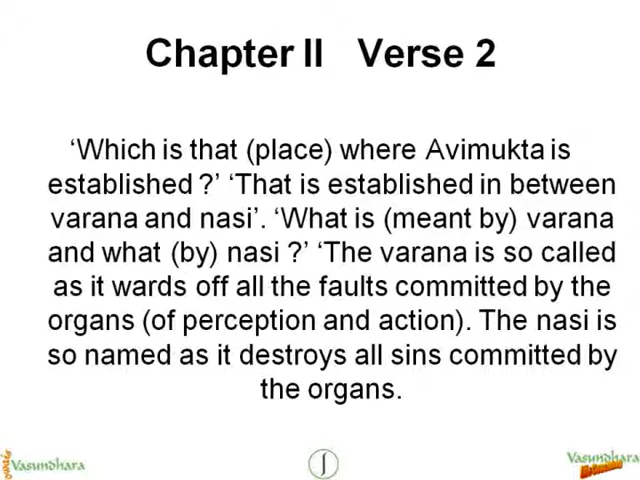 Chapter II Verse 2
‘Which is that (place) where Avimukta is
established ?’ ‘That is established in between
varana and nasi’. ‘What is (meant by) varana
and what (by) nasi ?’ ‘The varana is so called
as it wards off all the faults committed by the
organs (of perception and action). The nasi is
so named as it destroys all sins committed by
the organs.
Vasundhara
Vasundhara